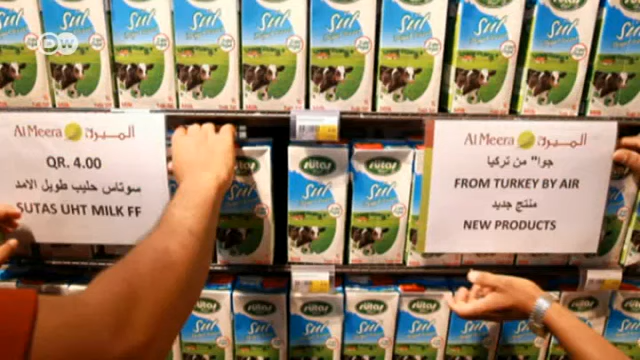 DW
Al Meera الميرة
QR. 4.00
سوتاس حليب طويل الامد
SUTAS UHT MILK FF
Al Meera الميرة
"جوا" من تركيا
FROM TURKEY BY AIR
منتج جديد
NEW PRODUCTS
sütaş
Süt